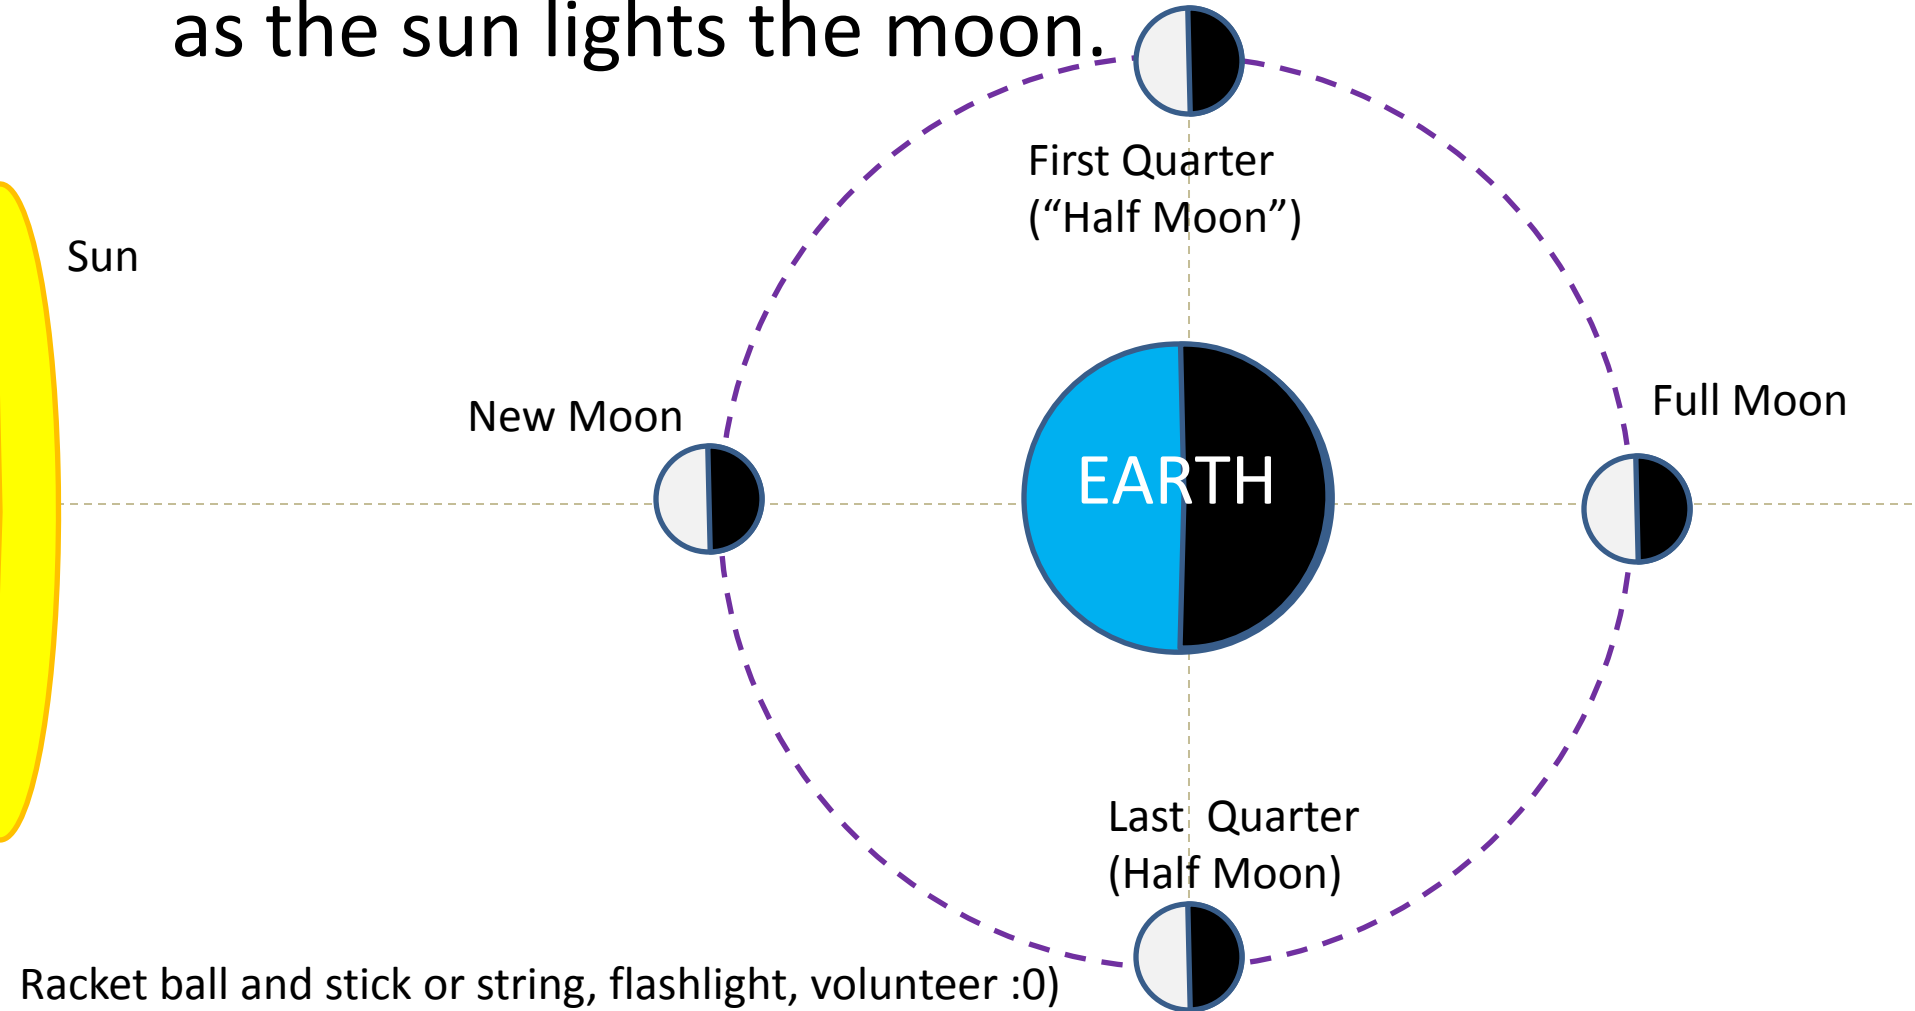 as the sun lights the moon.
First Quarter
(“Half Moon”)
Sun
Full Moon
New Moon
EARTH
Last  Quarter
(Half Moon)
Racket ball and stick or string, flashlight, volunteer :0)